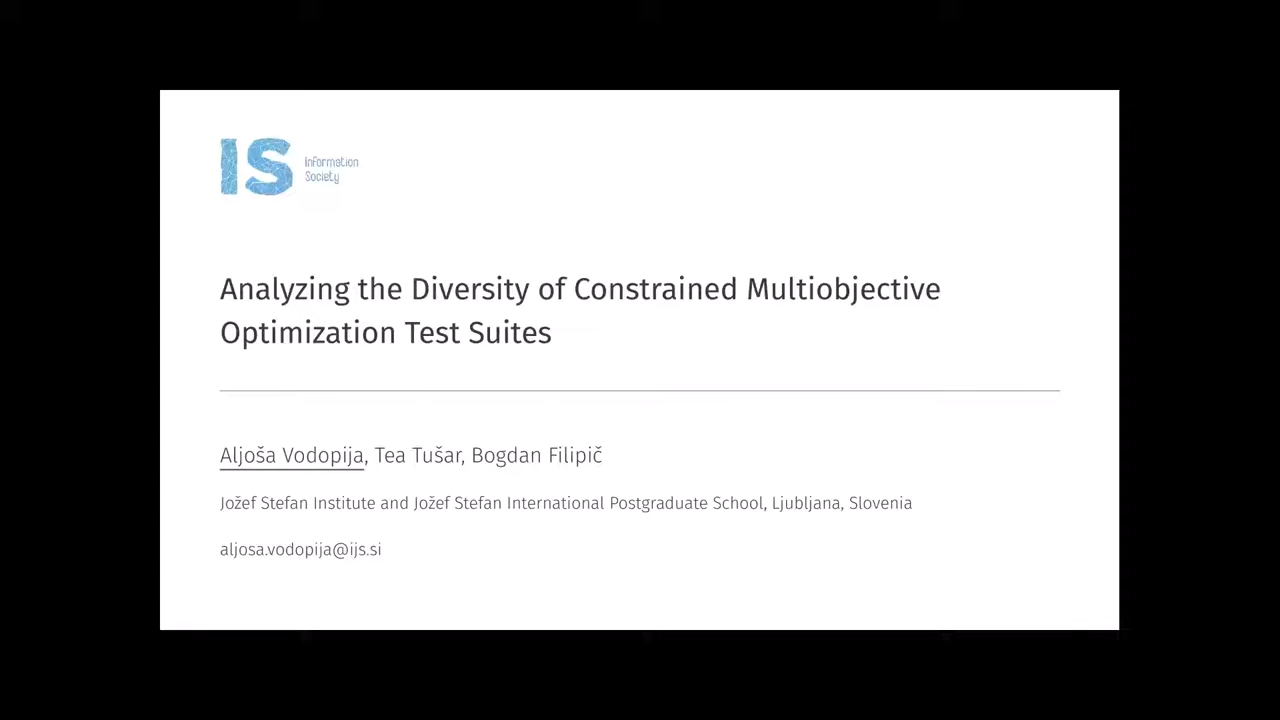 IS
Information
Society
Analyzing the Diversity of Constrained Multiobjective
Optimization Test Suites
Aljoša Vodopija, Tea Tušar, Bogdan Filipič
Jožef Stefan Institute and Jožef Stefan International Postgraduate School, Ljubljana, Slovenia
aljosa.vodopija@ijs.si